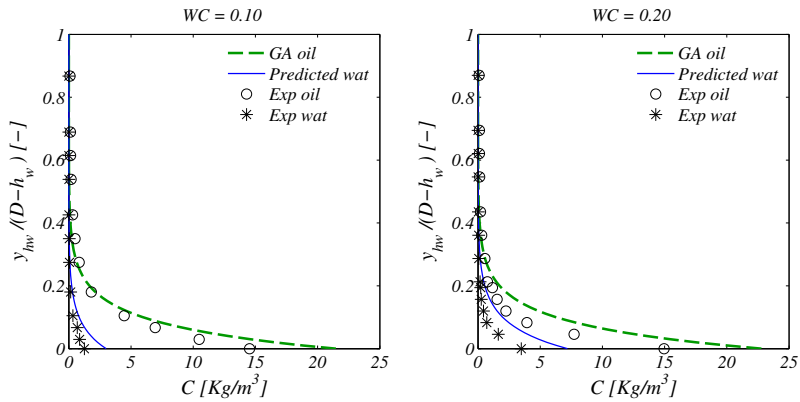 WC = 0.10
1
0.8
0.6
0.4
0.2
0
0 5 10 15 20 25
y_hw /(D−h_w) [−]
C [Kg/m³]
GA oil
Predicted wat
Exp oil
Exp wat
WC = 0.20
1
0.8
0.6
0.4
0.2
0
0 5 10 15 20 25
y_hw /(D−h_w) [−]
C [Kg/m³]
GA oil
Predicted wat
Exp oil
Exp wat